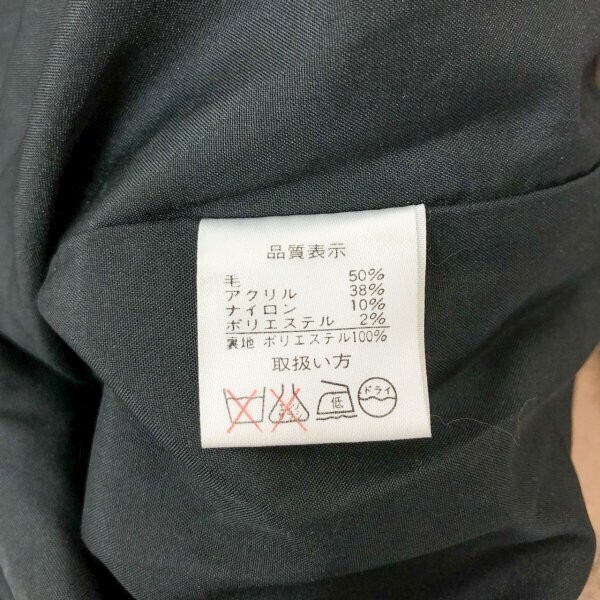 品質表示
毛 50%
アクリル 38%
ナイロン 10%
ポリエステル 2%
裏地 ポリエステル100%
取扱い方
低 ドライ